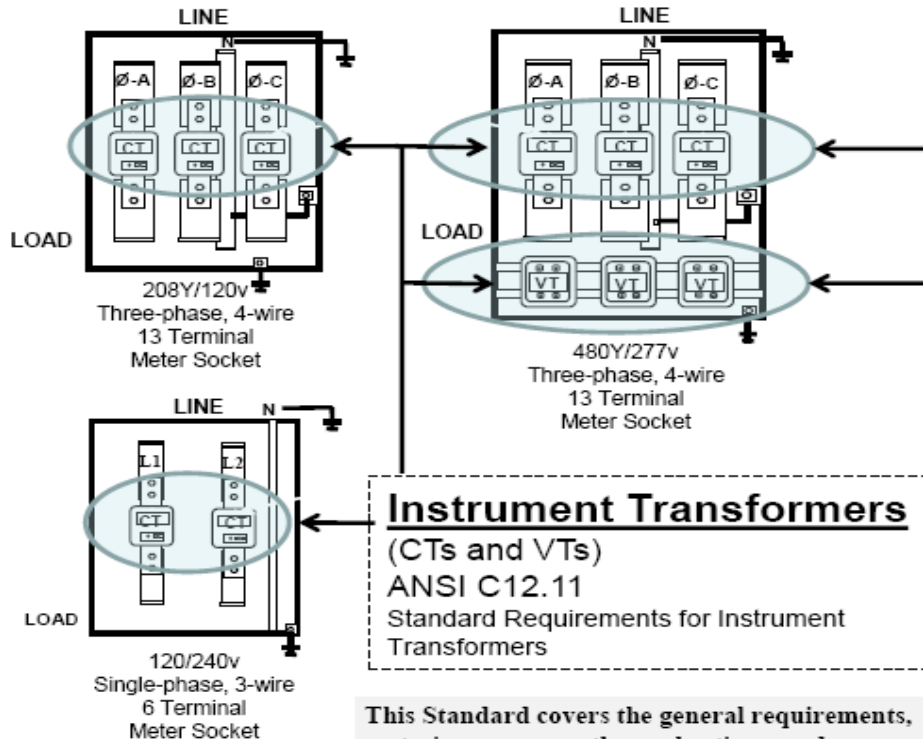 LINE
N
Ø-A Ø-B Ø-C
CT CT CT
LOAD
208Y/120v
Three-phase, 4-wire
13 Terminal
Meter Socket
LINE
N
Ø-A Ø-B Ø-C
CT CT CT
LOAD
VT VT VT
480Y/277v
Three-phase, 4-wire
13 Terminal
Meter Socket
LINE N
L1 L2
CT CT
LOAD
120/240v
Single-phase, 3-wire
6 Terminal
Meter Socket
Instrument Transformers
(CTs and VTs)
ANSI C12.11
Standard Requirements for Instrument
Transformers
This Standard covers the general requirements,